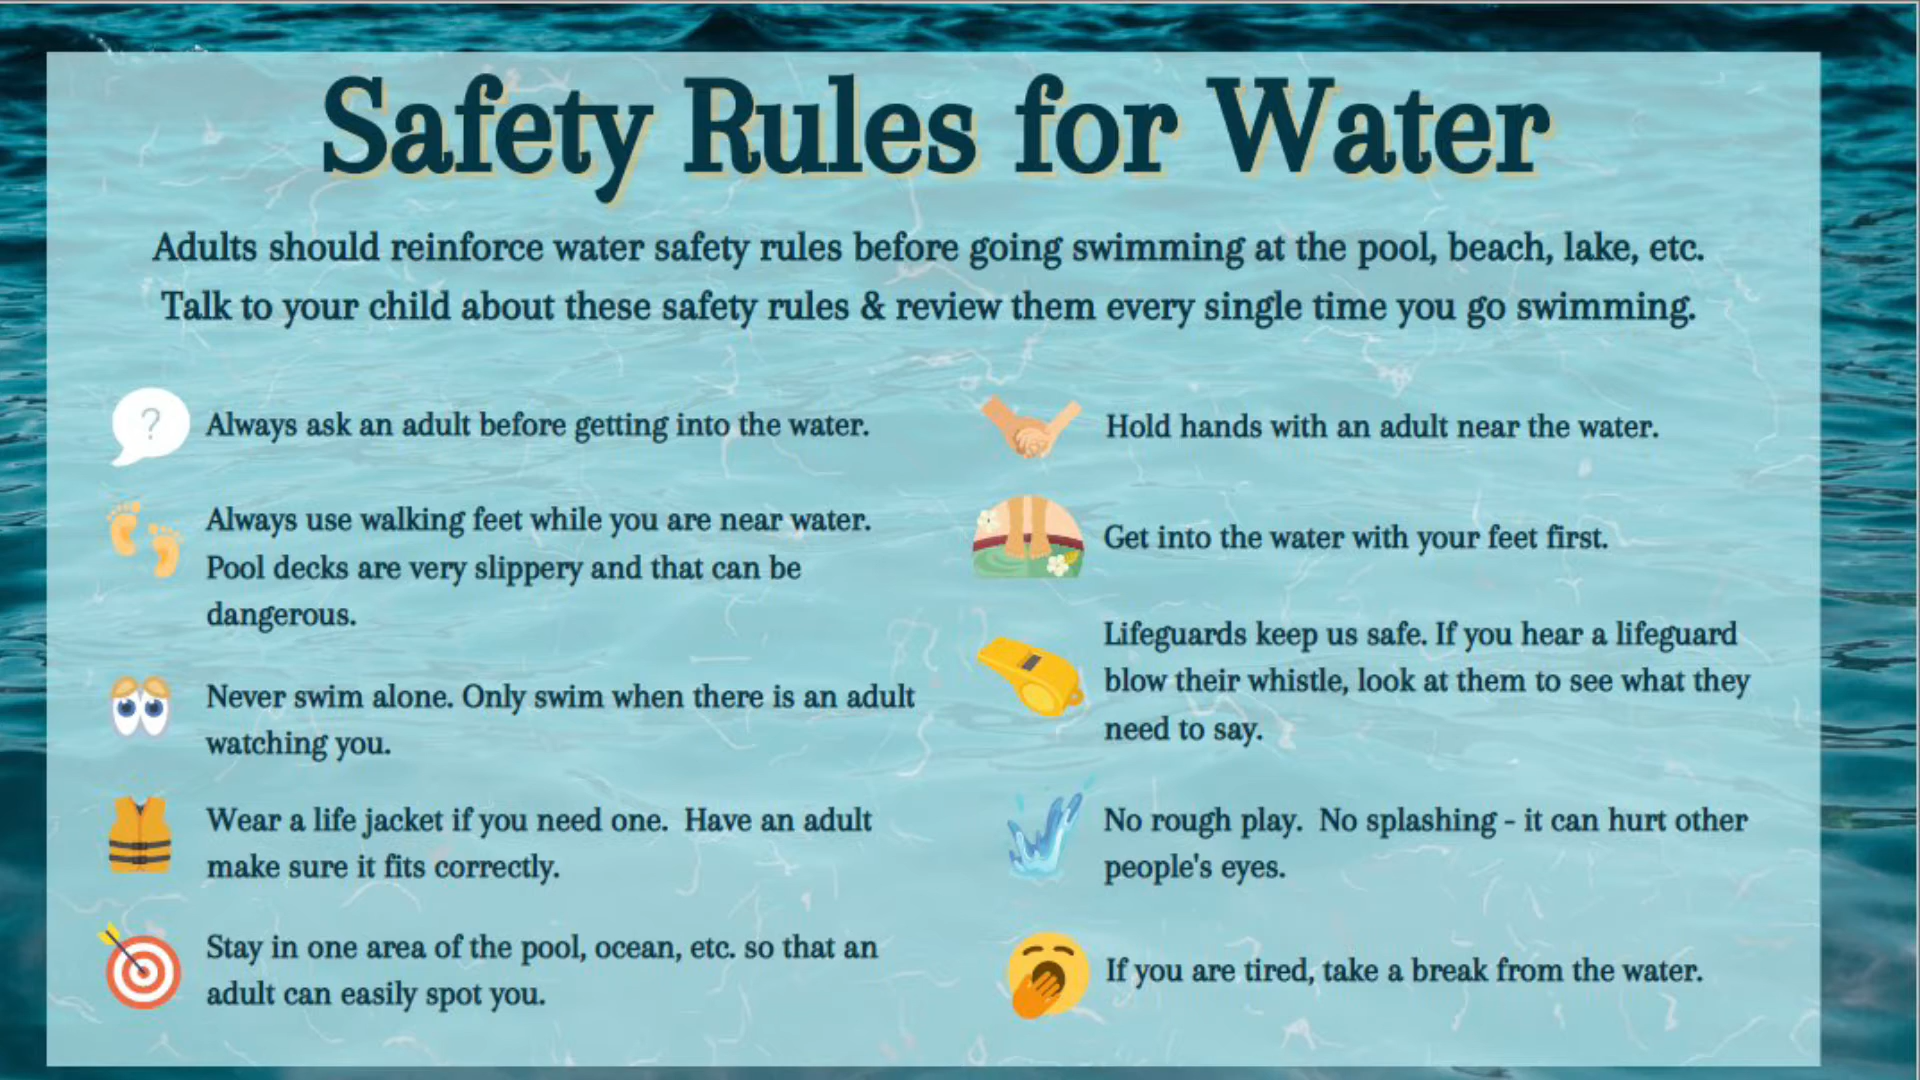 Safety Rules for Water
Adults should reinforce water safety rules before going swimming at the pool, beach, lake, etc.
Talk to your child about these safety rules & review them every single time you go swimming.
?
Always ask an adult before getting into the water.
Always use walking feet while you are near water.
Pool decks are very slippery and that can be
dangerous.
Never swim alone. Only swim when there is an adult
watching you.
Wear a life jacket if you need one.  Have an adult
make sure it fits correctly.
Stay in one area of the pool, ocean, etc. so that an
adult can easily spot you.
Hold hands with an adult near the water.
Get into the water with your feet first.
Lifeguards keep us safe. If you hear a lifeguard
blow their whistle, look at them to see what they
need to say.
No rough play.  No splashing - it can hurt other
people's eyes.
If you are tired, take a break from the water.